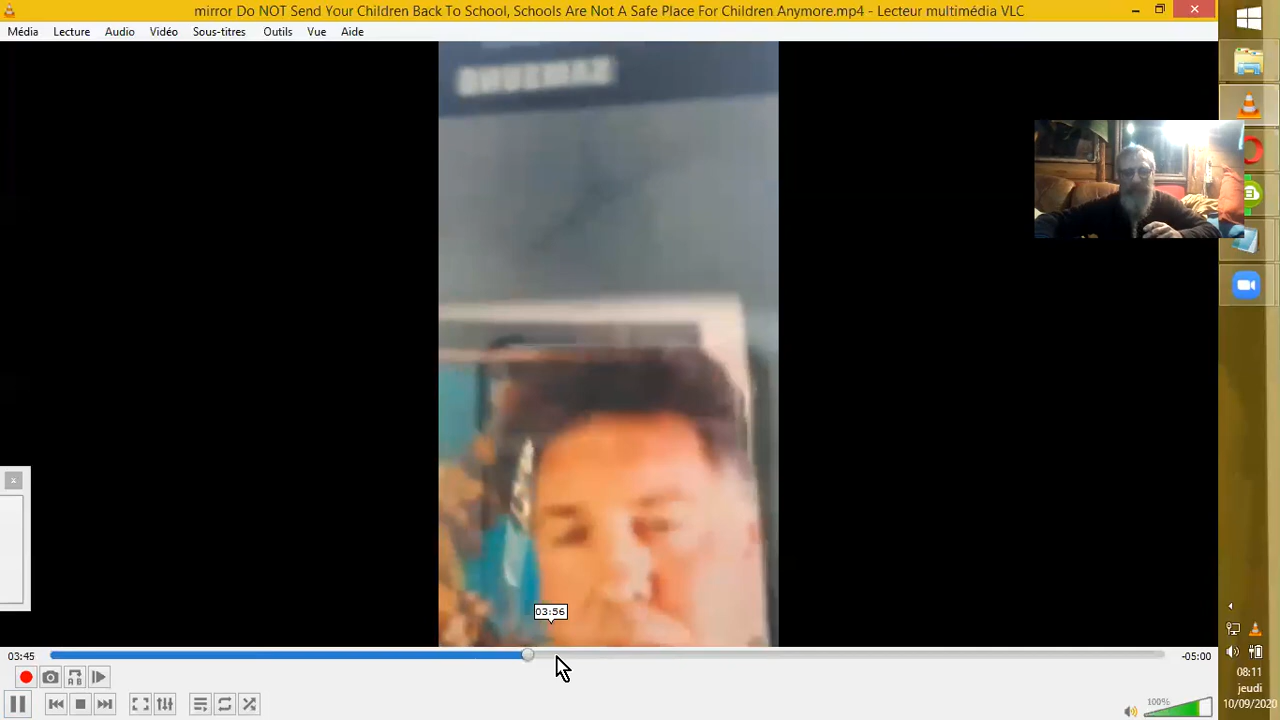 mirror Do NOT Send Your Children Back To School, Schools Are Not A Safe Place For Children Anymore.mp4 - Lecteur multimédia VLC
Média Lecture Audio Vidéo Sous-titres Outils Vue Aide
03:56
03:45
-05:00
100%
08:11
jeudi
10/09/2020